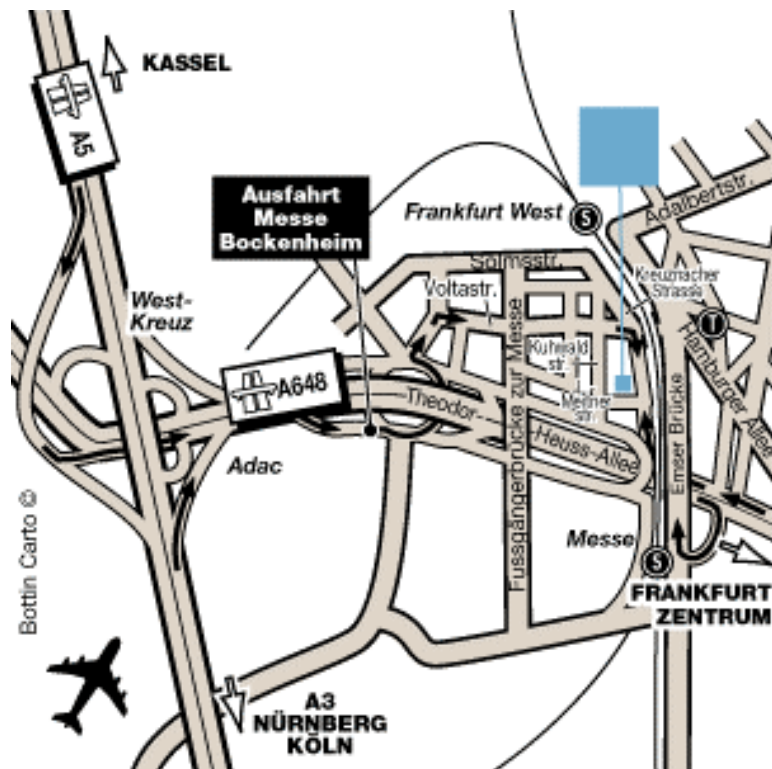 KASSEL
A5
Ausfahrt
Messe
Bockenheim
Frankfurt West
S
Adalbertstr.
Solmsstr.
Kreuznacher
Strasse
Voltastr.
West-
Kreuz
T
Kuhwald
str.
Hamburger Allee
Fussgängerbrücke zur Messe
A648
Theodor-
Heuss-Allee
Meitner
str.
Emser Brücke
Adac
Messe
S
FRANKFURT
ZENTRUM
Bottin Carto ©
A3
NÜRNBERG
KÖLN